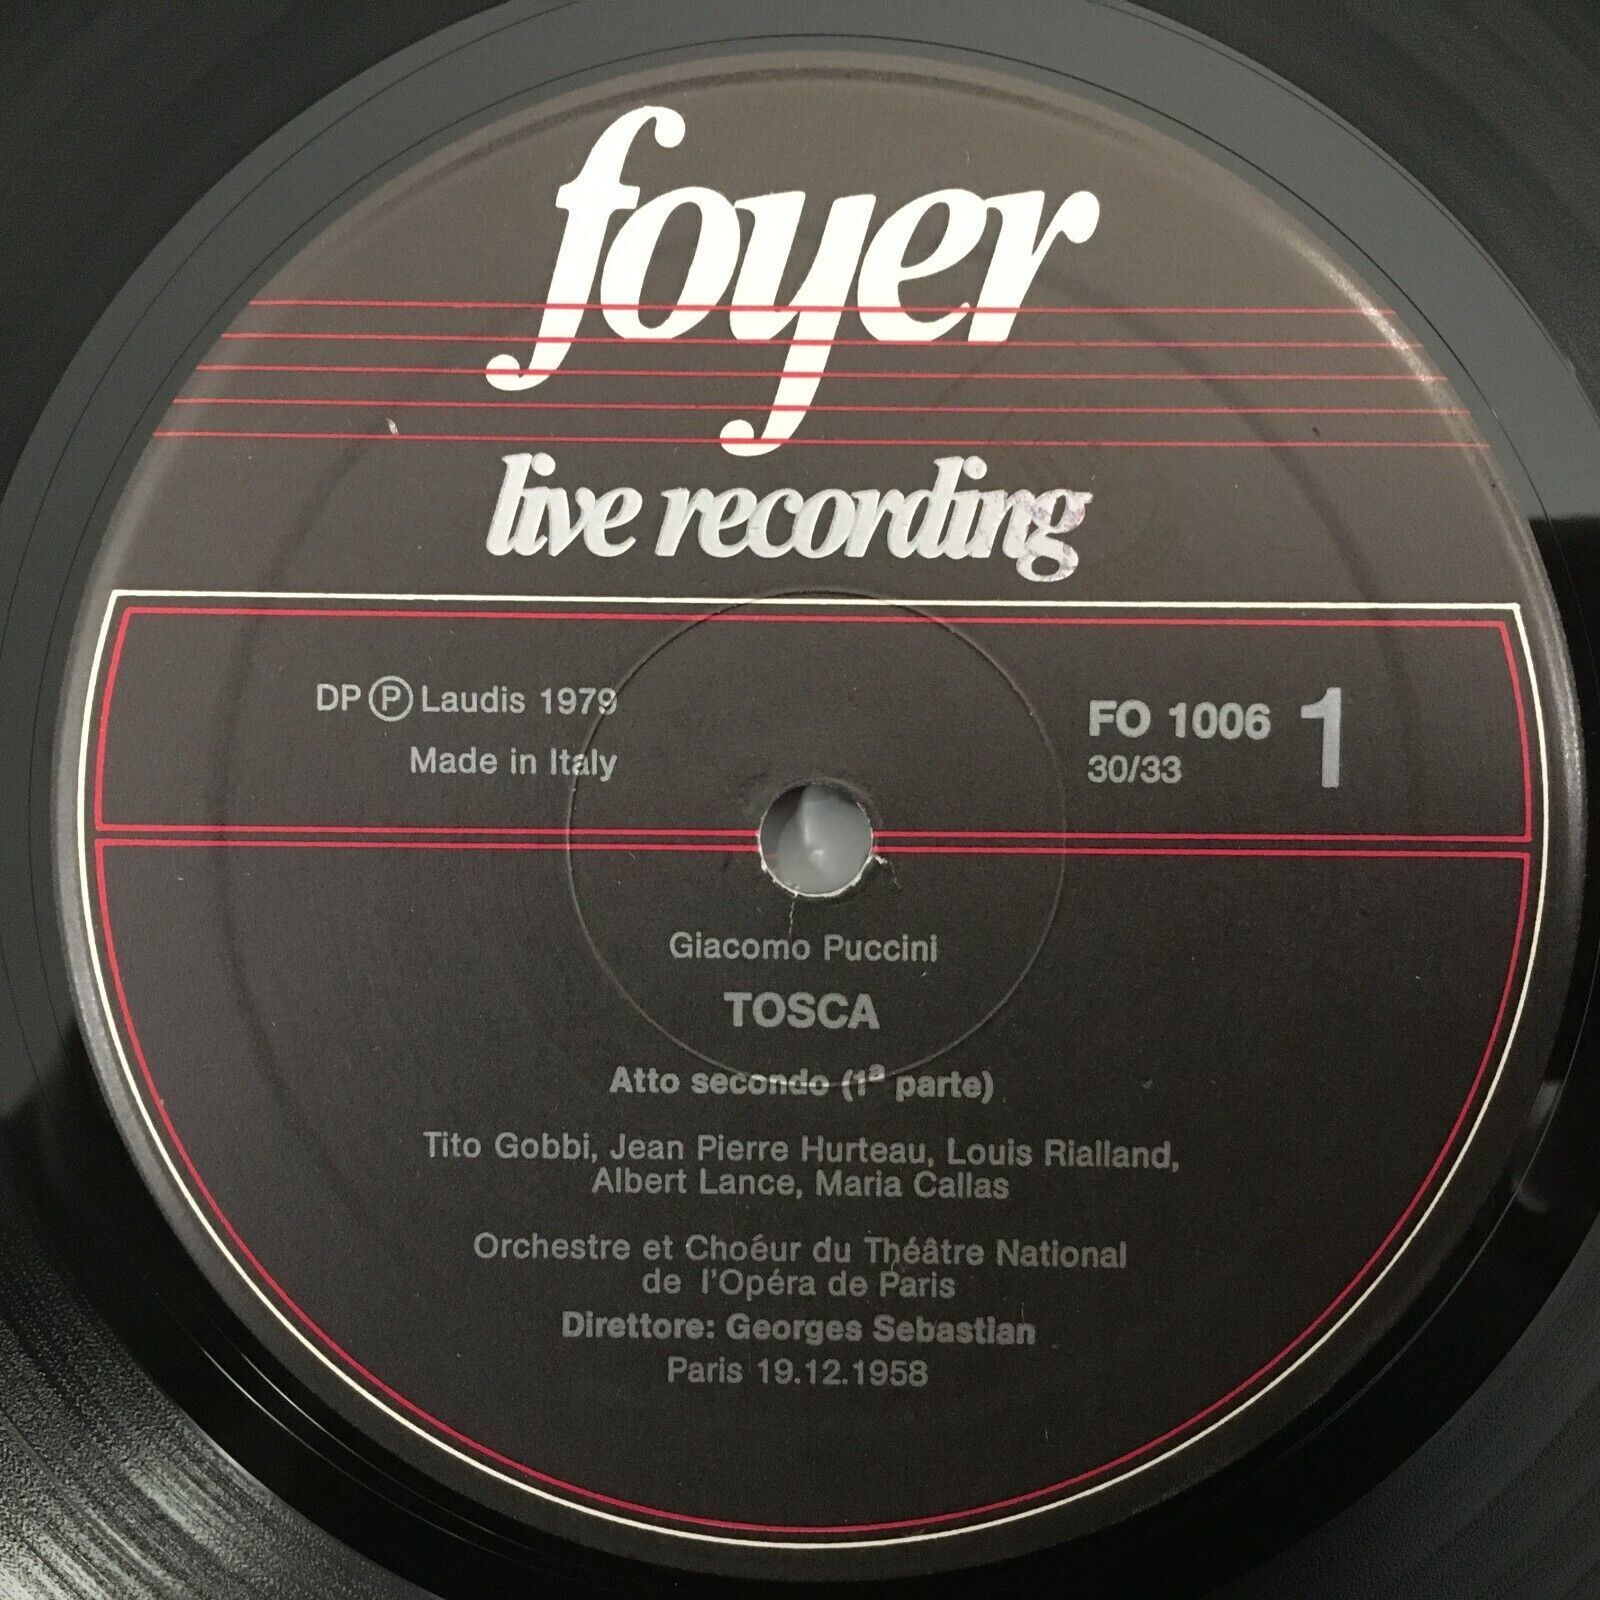 foyer
live recording
DP Ⓟ Laudis 1979
Made in Italy
FO 1006 1
30/33
Giacomo Puccini
TOSCA
Atto secondo (1ª parte)
Tito Gobbi, Jean Pierre Hurteau, Louis Rialland,
Albert Lance, Maria Callas
Orchestre et Choéur du Théâtre National
de l'Opéra de Paris
Direttore: Georges Sebastian
Paris 19.12.1958